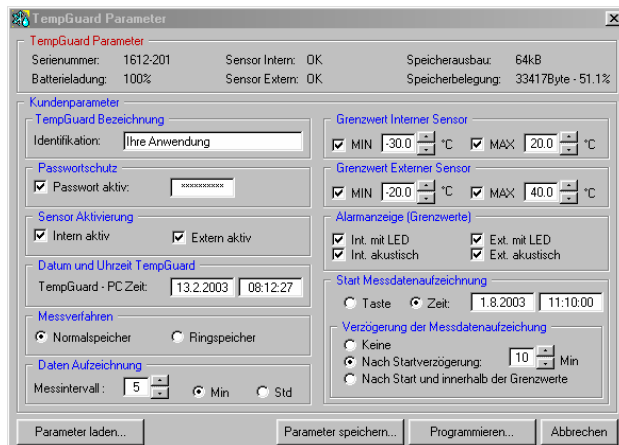 TempGuard Parameter
TempGuard Parameter
Serienummer: 1612-201 Sensor Intern: OK Speicherausbau: 64kB
Batterieladung: 100% Sensor Extern: OK Speicherbelegung: 33417Byte - 51.1%
Kundenparameter
TempGuard Bezeichnung
Identifikation: Ihre Anwendung
Passwortschutz
Passwort aktiv: **********
Sensor Aktivierung
Intern aktiv Extern aktiv
Datum und Uhrzeit TempGuard
TempGuard - PC Zeit: 13.2.2003 08:12:27
Messverfahren
Normalspeicher Ringspeicher
Daten Aufzeichnung
Messintervall : 5 Min Std
Grenzwert Interner Sensor
MIN -30.0 °C MAX 20.0 °C
Grenzwert Externer Sensor
MIN -20.0 °C MAX 40.0 °C
Alarmanzeige (Grenzwerte)
Int. mit LED Ext. mit LED
Int. akustisch Ext. akustisch
Start Messdatenaufzeichnung
Taste Zeit: 1.8.2003 11:10:00
Verzögerung der Messdatenaufzeichung
Keine
Nach Startverzögerung: 10 Min
Nach Start und innerhalb der Grenzwerte
Parameter laden... Parameter speichern... Programmieren... Abbrechen